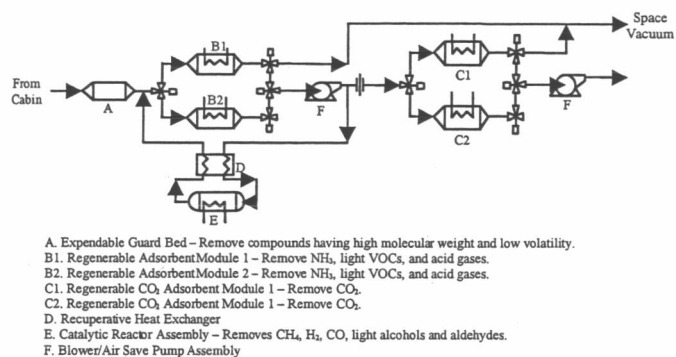 B1
Space
Vacuum
From
Cabin
A
B2
F
C1
F
C2
D
E
A. Expendable Guard Bed – Remove compounds having high molecular weight and low volatility.
B1. Regenerable Adsorbent Module 1 – Remove NH₃, light VOCs, and acid gases.
B2. Regenerable Adsorbent Module 2 – Remove NH₃, light VOCs, and acid gases.
C1. Regenerable CO₂ Adsorbent Module 1 – Remove CO₂.
C2. Regenerable CO₂ Adsorbent Module 1 – Remove CO₂.
D. Recuperative Heat Exchanger
E. Catalytic Reactor Assembly – Removes CH₄, H₂, CO, light alcohols and aldehydes.
F. Blower/Air Save Pump Assembly